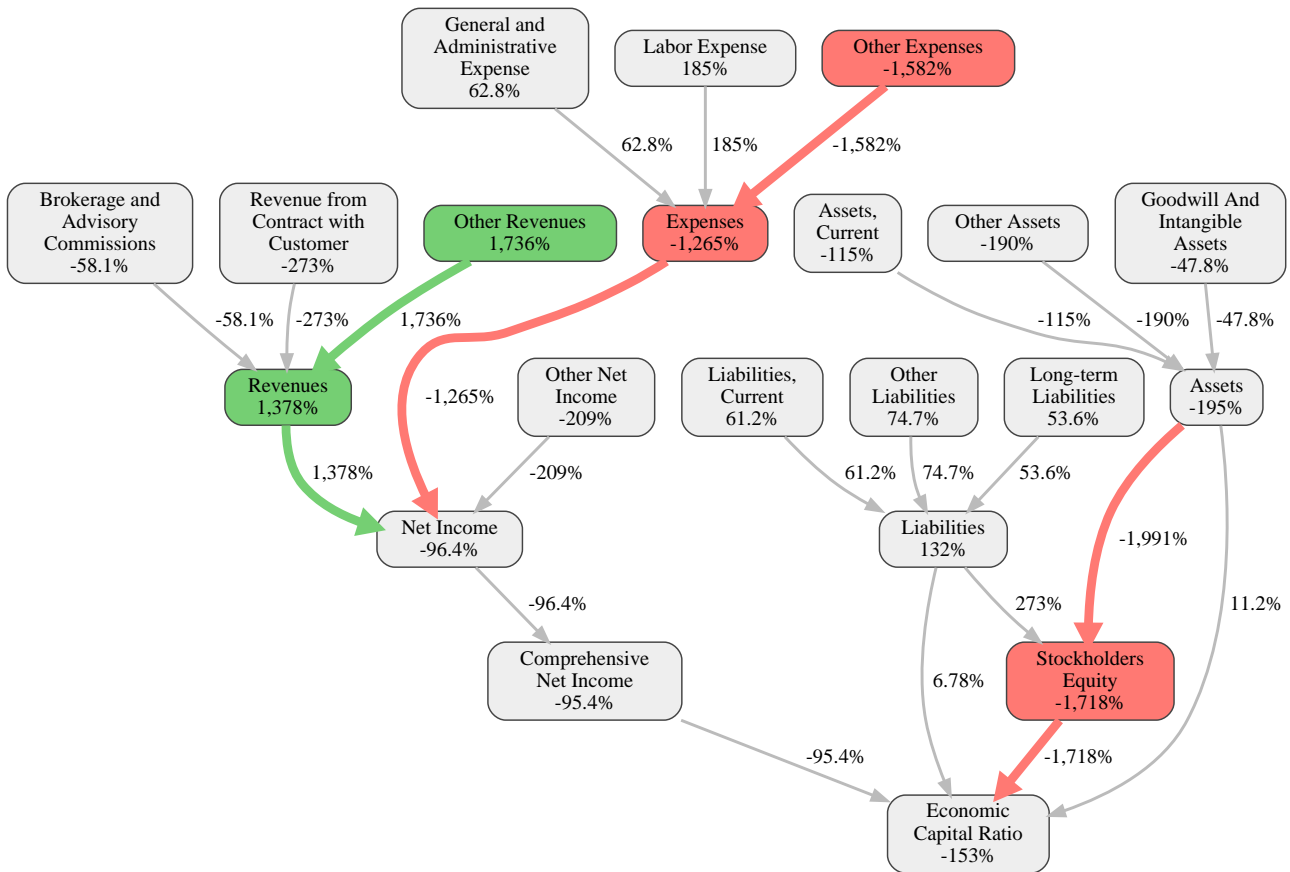 General and
Administrative
Expense
62.8%
Labor Expense
185%
Other Expenses
-1,582%
62.8%
185%
-1,582%
Brokerage and
Advisory
Commissions
-58.1%
Revenue from
Contract with
Customer
-273%
Other Revenues
1,736%
Expenses
-1,265%
Assets,
Current
-115%
Other Assets
-190%
Goodwill And
Intangible
Assets
-47.8%
-58.1%
-273%
1,736%
-115%
-190%
-47.8%
Revenues
1,378%
-1,265%
Other Net
Income
-209%
Liabilities,
Current
61.2%
Other
Liabilities
74.7%
Long-term
Liabilities
53.6%
Assets
-195%
1,378%
-209%
61.2%
74.7%
53.6%
Net Income
-96.4%
Liabilities
132%
-1,991%
-96.4%
273%
11.2%
Comprehensive
Net Income
-95.4%
6.78%
Stockholders
Equity
-1,718%
-95.4%
-1,718%
Economic
Capital Ratio
-153%